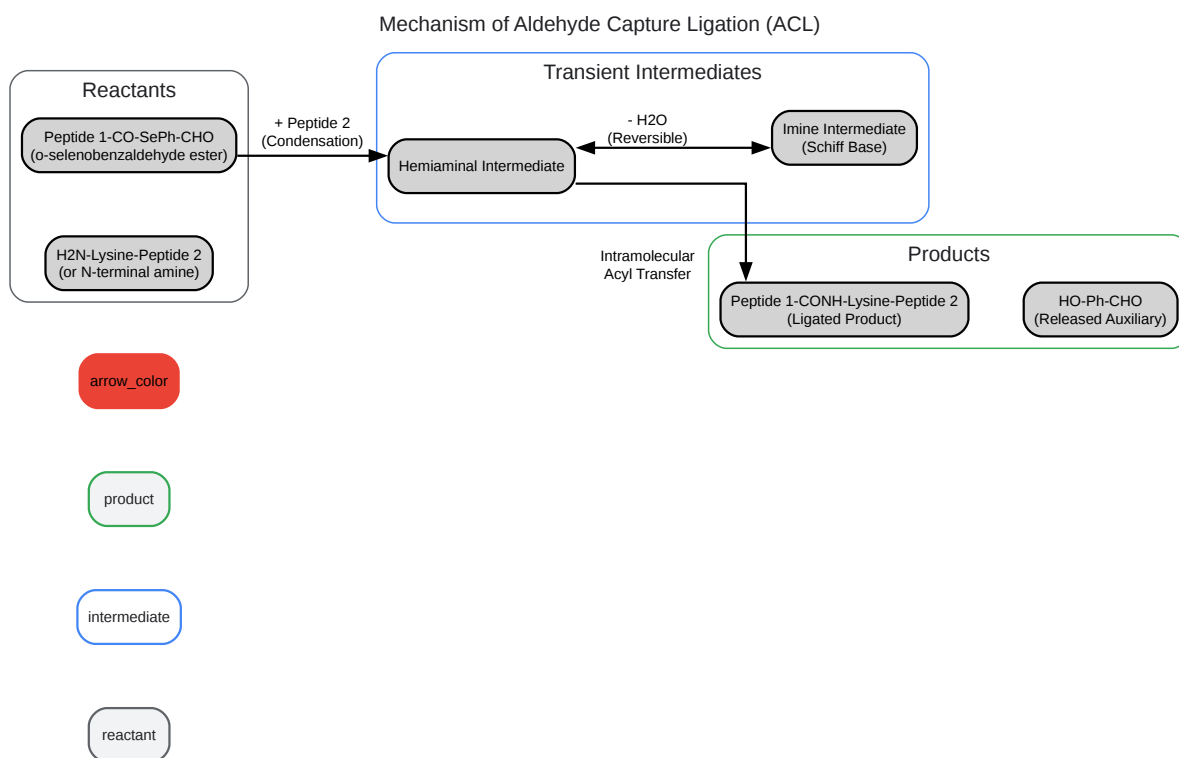 Mechanism of Aldehyde Capture Ligation (ACL)
Reactants
Peptide 1-CO-SePh-CHO
(o-selenobenzaldehyde ester)
H2N-Lysine-Peptide 2
(or N-terminal amine)
+ Peptide 2
(Condensation)
Transient Intermediates
Hemiaminal Intermediate
- H2O
(Reversible)
Imine Intermediate
(Schiff Base)
Intramolecular
Acyl Transfer
Products
Peptide 1-CONH-Lysine-Peptide 2
(Ligated Product)
HO-Ph-CHO
(Released Auxiliary)
arrow_color
product
intermediate
reactant